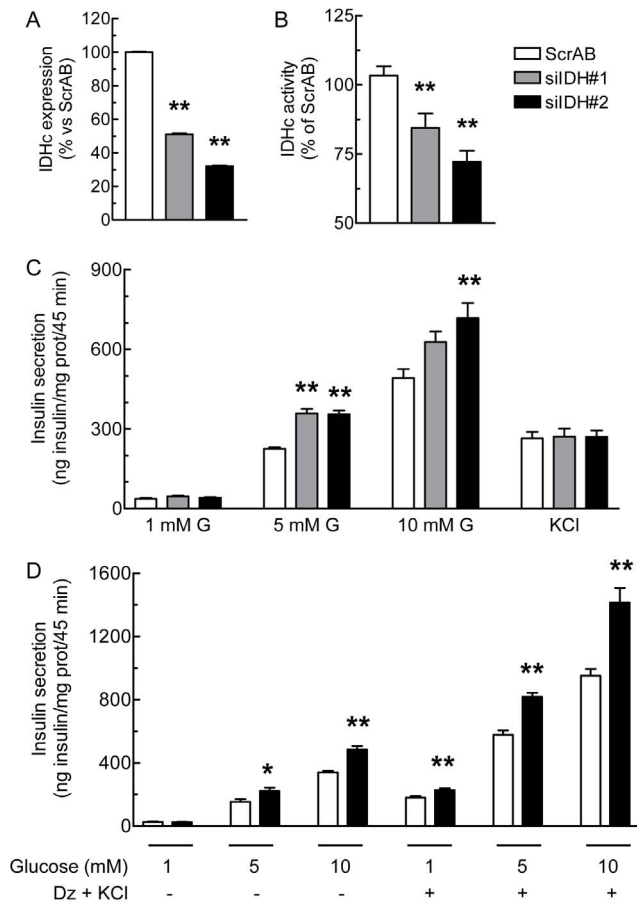 A
IDHc expression
(% vs ScrAB)
120
100
80
60
40
20
0
**
**
B
IDHc activity
(% of ScrAB)
125
100
75
50
**
**
ScrAB
siIDH#1
siIDH#2
C
Insulin secretion
(ng insulin/mg prot/45 min)
900
600
300
0
** **
**
1 mM G 5 mM G 10 mM G KCl
D
Insulin secretion
(ng insulin/mg prot/45 min)
1600
1200
800
400
0
*
**
**
**
**
Glucose (mM) 1 5 10 1 5 10
Dz + KCl - - - + + +